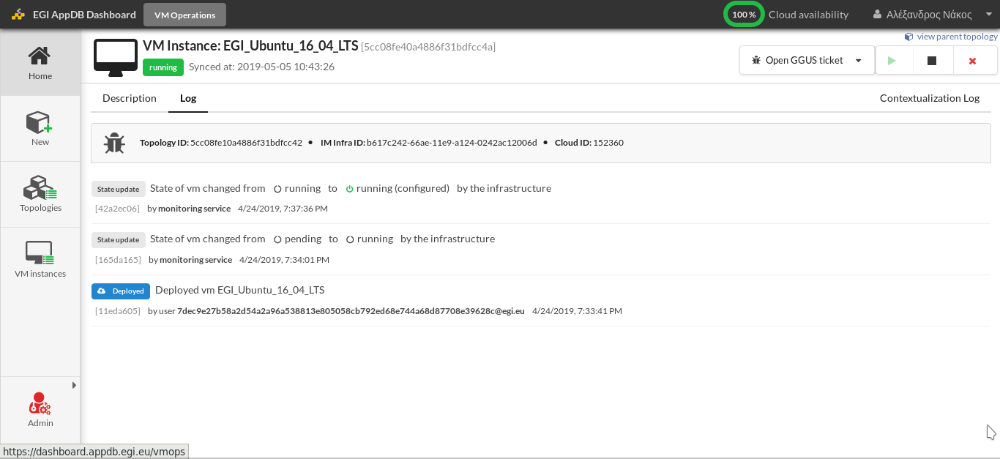 EGI AppDB Dashboard VM Operations 100 % Cloud availability Αλέξανδρος Νάκος
view parent topology
VM Instance: EGI_Ubuntu_16_04_LTS [5cc08fe40a4886f31bdfcc4a]
running Synced at: 2019-05-05 10:43:26
Open GGUS ticket
Home
New
Topologies
VM instances
Admin
Description Log Contextualization Log
Topology ID: 5cc08fe10a4886f31bdfcc42 • IM Infra ID: b617c242-66ae-11e9-a124-0242ac12006d • Cloud ID: 152360
State update State of vm changed from running to running (configured) by the infrastructure
[42a2ec06] by monitoring service 4/24/2019, 7:37:36 PM
State update State of vm changed from pending to running by the infrastructure
[165da165] by monitoring service 4/24/2019, 7:34:01 PM
Deployed Deployed vm EGI_Ubuntu_16_04_LTS
[11eda605] by user 7dec9e27b58a2d54a2a96a538813e805058cb792ed68e744a68d87708e39628c@egi.eu 4/24/2019, 7:33:41 PM
https://dashboard.appdb.egi.eu/vmops